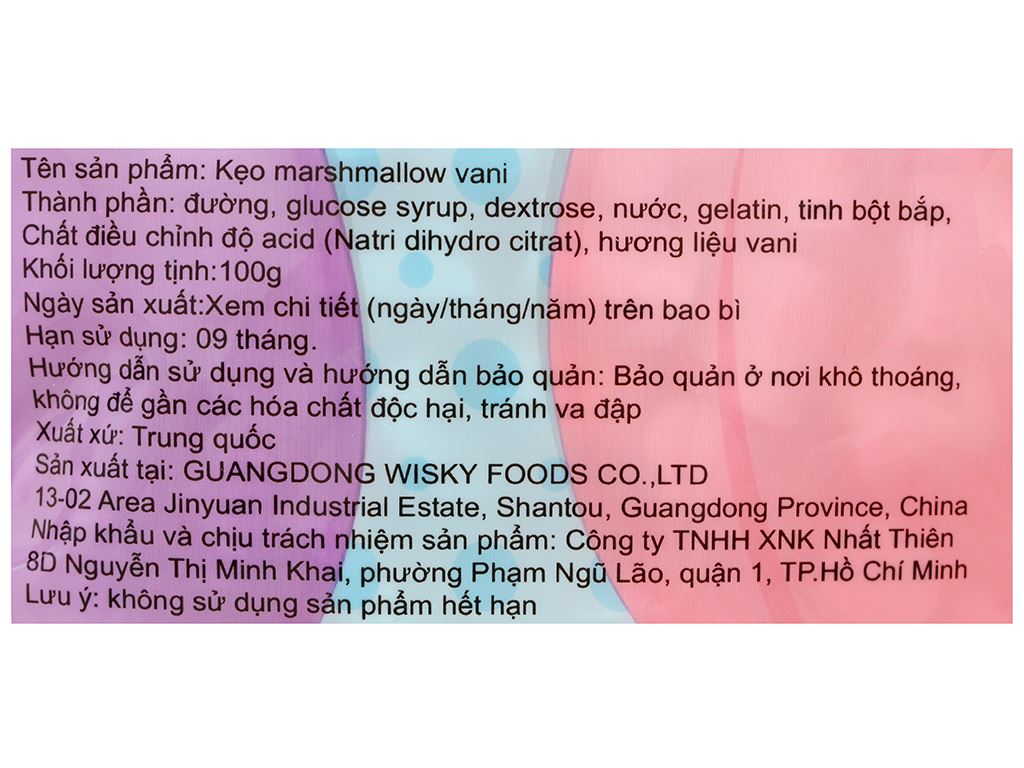 Tên sản phẩm: Kẹo marshmallow vani
Thành phần: đường, glucose syrup, dextrose, nước, gelatin, tinh bột bắp,
Chất điều chỉnh độ acid (Natri dihydro citrat), hương liệu vani
Khối lượng tịnh:100g
Ngày sản xuất:Xem chi tiết (ngày/tháng/năm) trên bao bì
Hạn sử dụng: 09 tháng.
Hướng dẫn sử dụng và hướng dẫn bảo quản: Bảo quản ở nơi khô thoáng,
không để gần các hóa chất độc hại, tránh va đập
Xuất xứ: Trung quốc
Sản xuất tại: GUANGDONG WISKY FOODS CO.,LTD
13-02 Area Jinyuan Industrial Estate, Shantou, Guangdong Province, China
Nhập khẩu và chịu trách nhiệm sản phẩm: Công ty TNHH XNK Nhất Thiên
8D Nguyễn Thị Minh Khai, phường Phạm Ngũ Lão, quận 1, TP.Hồ Chí Minh
Lưu ý: không sử dụng sản phẩm hết hạn